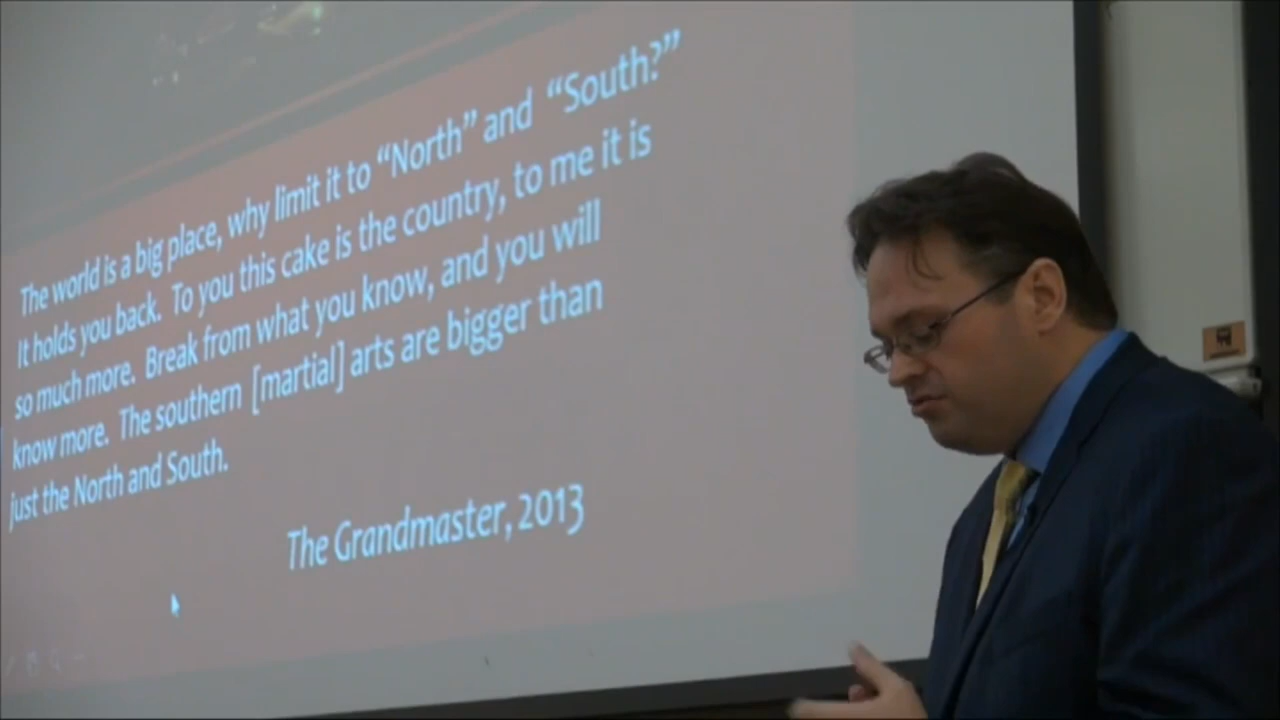 The world is a big place, why limit it to “North” and “South?”
It holds you back. To you this cake is the country, to me it is
so much more. Break from what you know, and you will
know more. The southern [martial] arts are bigger than
just the North and South.
The Grandmaster, 2013